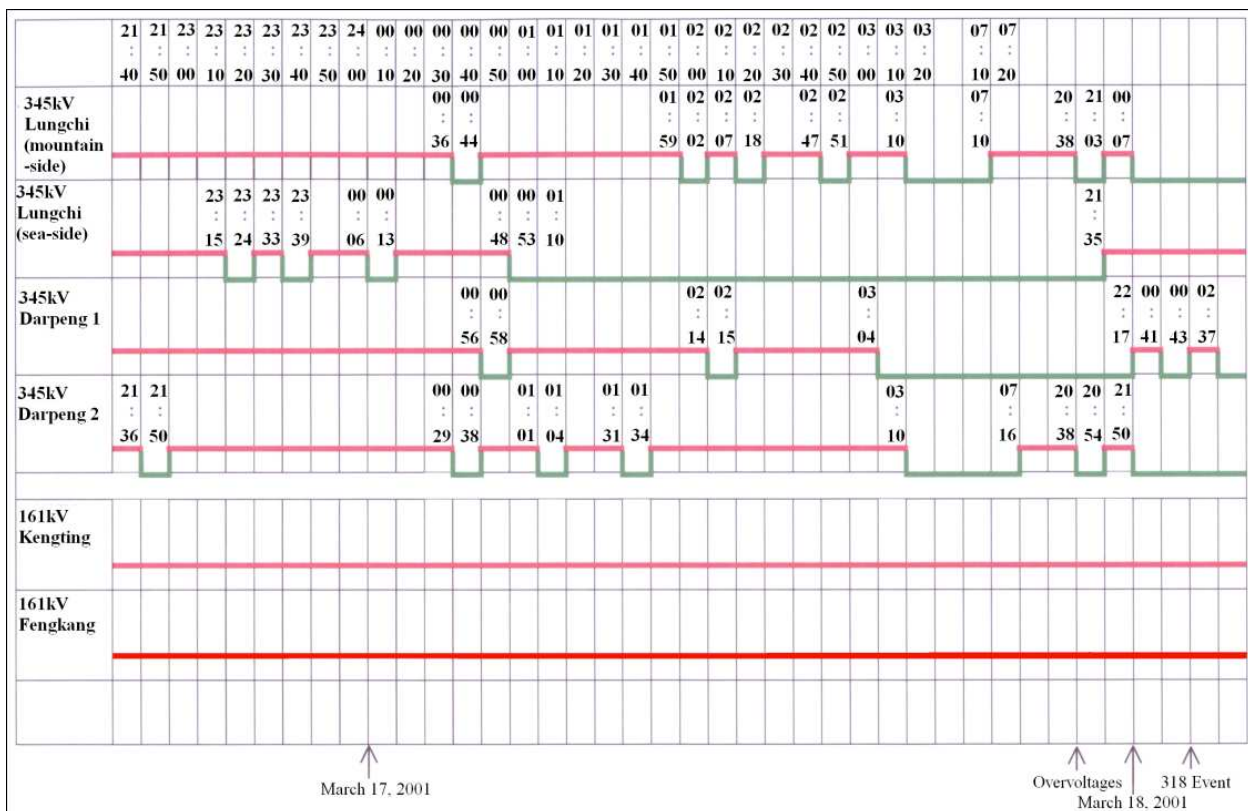 21:40 21:50 23:00 23:10 23:20 23:30 23:40 23:50 24:00 00:10 00:20 00:30 00:40 00:50 01:00 01:10 01:20 01:30 01:40 01:50 02:00 02:10 02:20 02:30 02:40 02:50 03:00 03:10 03:20 07:10 07:20
345kV
Lungchi
(mountain
-side)
00:36 00:44 01:59 02:02 02:07 02:18 02:47 02:51 03:10 07:10 20:38 21:03 00:07
345kV
Lungchi
(sea-side)
23:15 23:24 23:33 23:39 00:06 00:13 00:48 00:53 01:10 21:35
345kV
Darpeng 1
00:56 00:58 02:14 02:15 03:04 22:17 00:41 00:43 02:37
345kV
Darpeng 2
21:36 21:50 00:29 00:38 01:01 01:04 01:31 01:34 03:10 07:16 20:38 20:54 21:50
161kV
Kengting
161kV
Fengkang
March 17, 2001
Overvoltages
318 Event
March 18, 2001